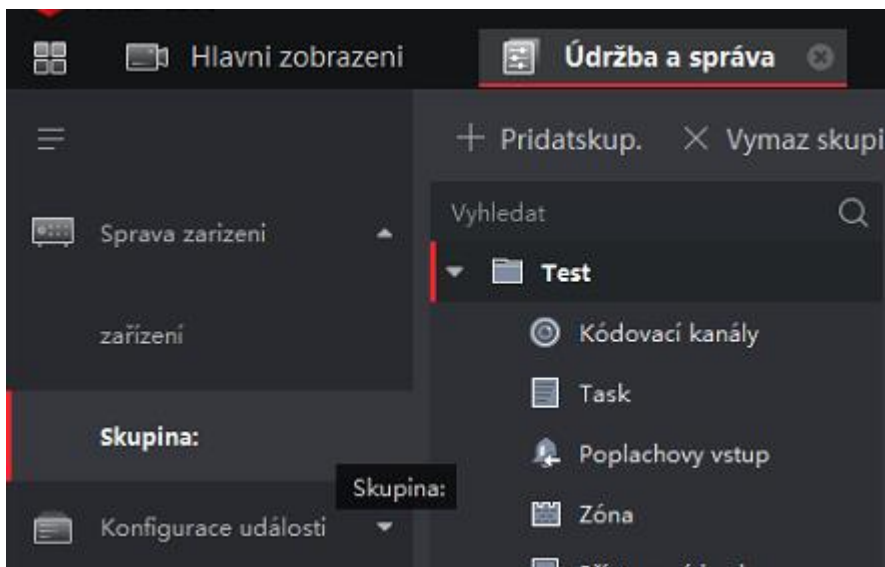 Hlavni zobrazeni
Údržba a správa
Pridatskup.
Vymaz skupi
Sprava zarizeni
zařízení
Skupina:
Skupina:
Konfigurace události
Vyhledat
Test
Kódovací kanály
Task
Poplachovy vstup
Zóna